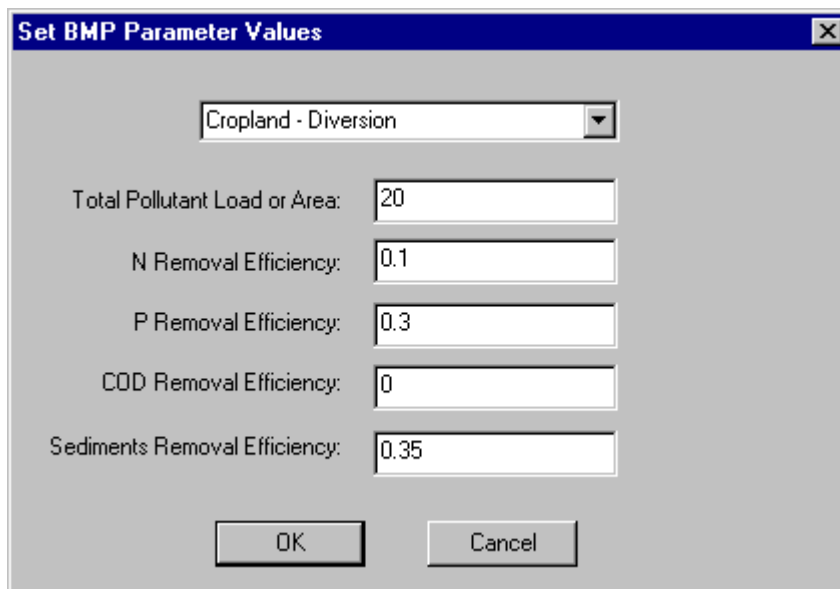 Set BMP Parameter Values
Cropland - Diversion
Total Pollutant Load or Area: 20
N Removal Efficiency: 0.1
P Removal Efficiency: 0.3
COD Removal Efficiency: 0
Sediments Removal Efficiency: 0.35
OK Cancel